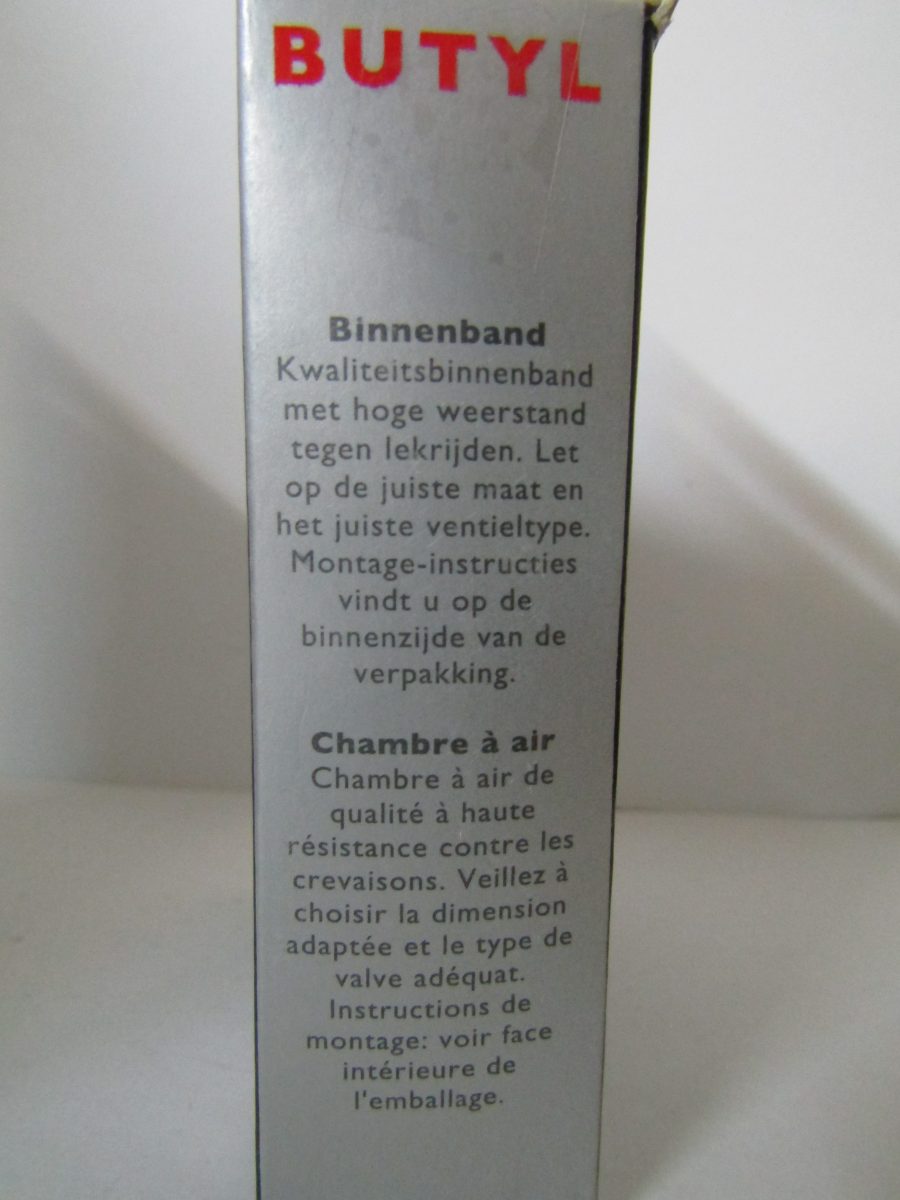 BUTYL
Binnenband
Kwaliteitsbinnenband
met hoge weerstand
tegen lekrijden. Let
op de juiste maat en
het juiste ventieltype.
Montage-instructies
vindt u op de
binnenzijde van de
verpakking.
Chambre à air
Chambre à air de
qualité à haute
résistance contre les
crevaisons. Veillez à
choisir la dimension
adaptée et le type de
valve adéquat.
Instructions de
montage: voir face
intérieure de
l'emballage.